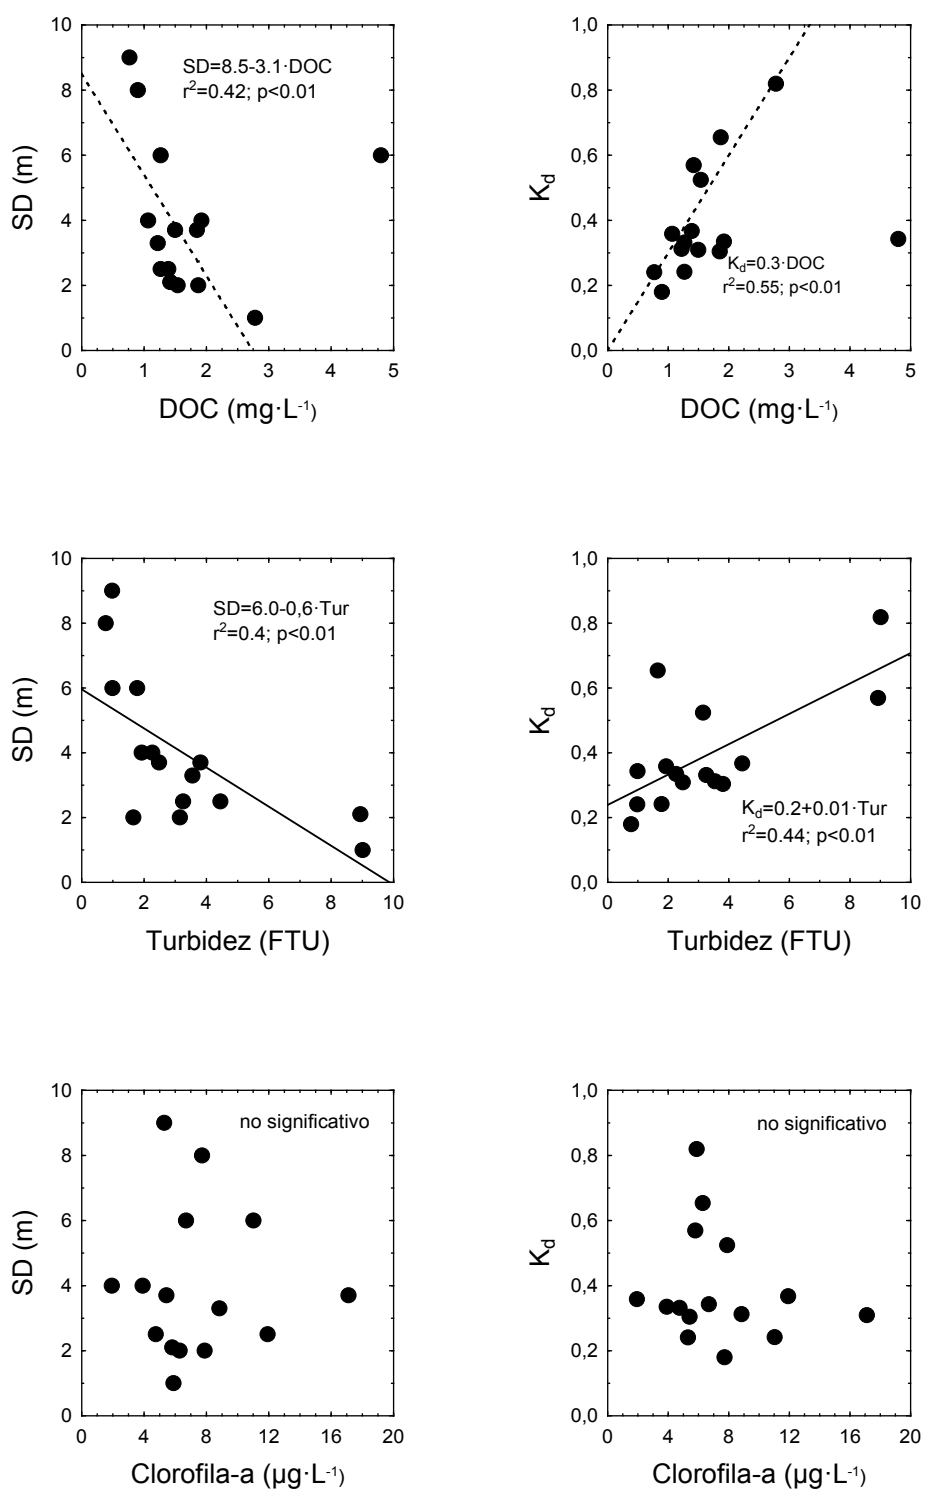 10
8
6
4
2
0
SD (m)
SD=8.5-3.1·DOC
r²=0.42; p<0.01
0 1 2 3 4 5
DOC (mg·L⁻¹)
1,0
0,8
0,6
0,4
0,2
0,0
K_d
K_d=0.3·DOC
r²=0.55; p<0.01
0 1 2 3 4 5
DOC (mg·L⁻¹)
10
8
6
4
2
0
SD (m)
SD=6.0-0,6·Tur
r²=0.4; p<0.01
0 2 4 6 8 10
Turbidez (FTU)
1,0
0,8
0,6
0,4
0,2
0,0
K_d
K_d=0.2+0.01·Tur
r²=0.44; p<0.01
0 2 4 6 8 10
Turbidez (FTU)
10
8
6
4
2
0
SD (m)
no significativo
0 4 8 12 16 20
Clorofila-a (µg·L⁻¹)
1,0
0,8
0,6
0,4
0,2
0,0
K_d
no significativo
0 4 8 12 16 20
Clorofila-a (µg·L⁻¹)